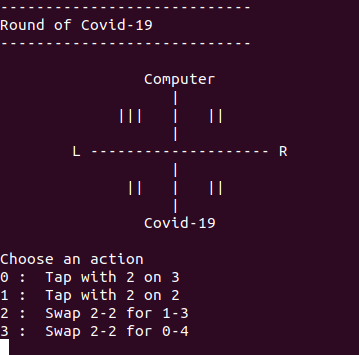 ----------------------------
Round of Covid-19
----------------------------
Computer
|
||| | ||
|
L -------------------- R
|
|| | ||
|
Covid-19
Choose an action
0 : Tap with 2 on 3
1 : Tap with 2 on 2
2 : Swap 2-2 for 1-3
3 : Swap 2-2 for 0-4